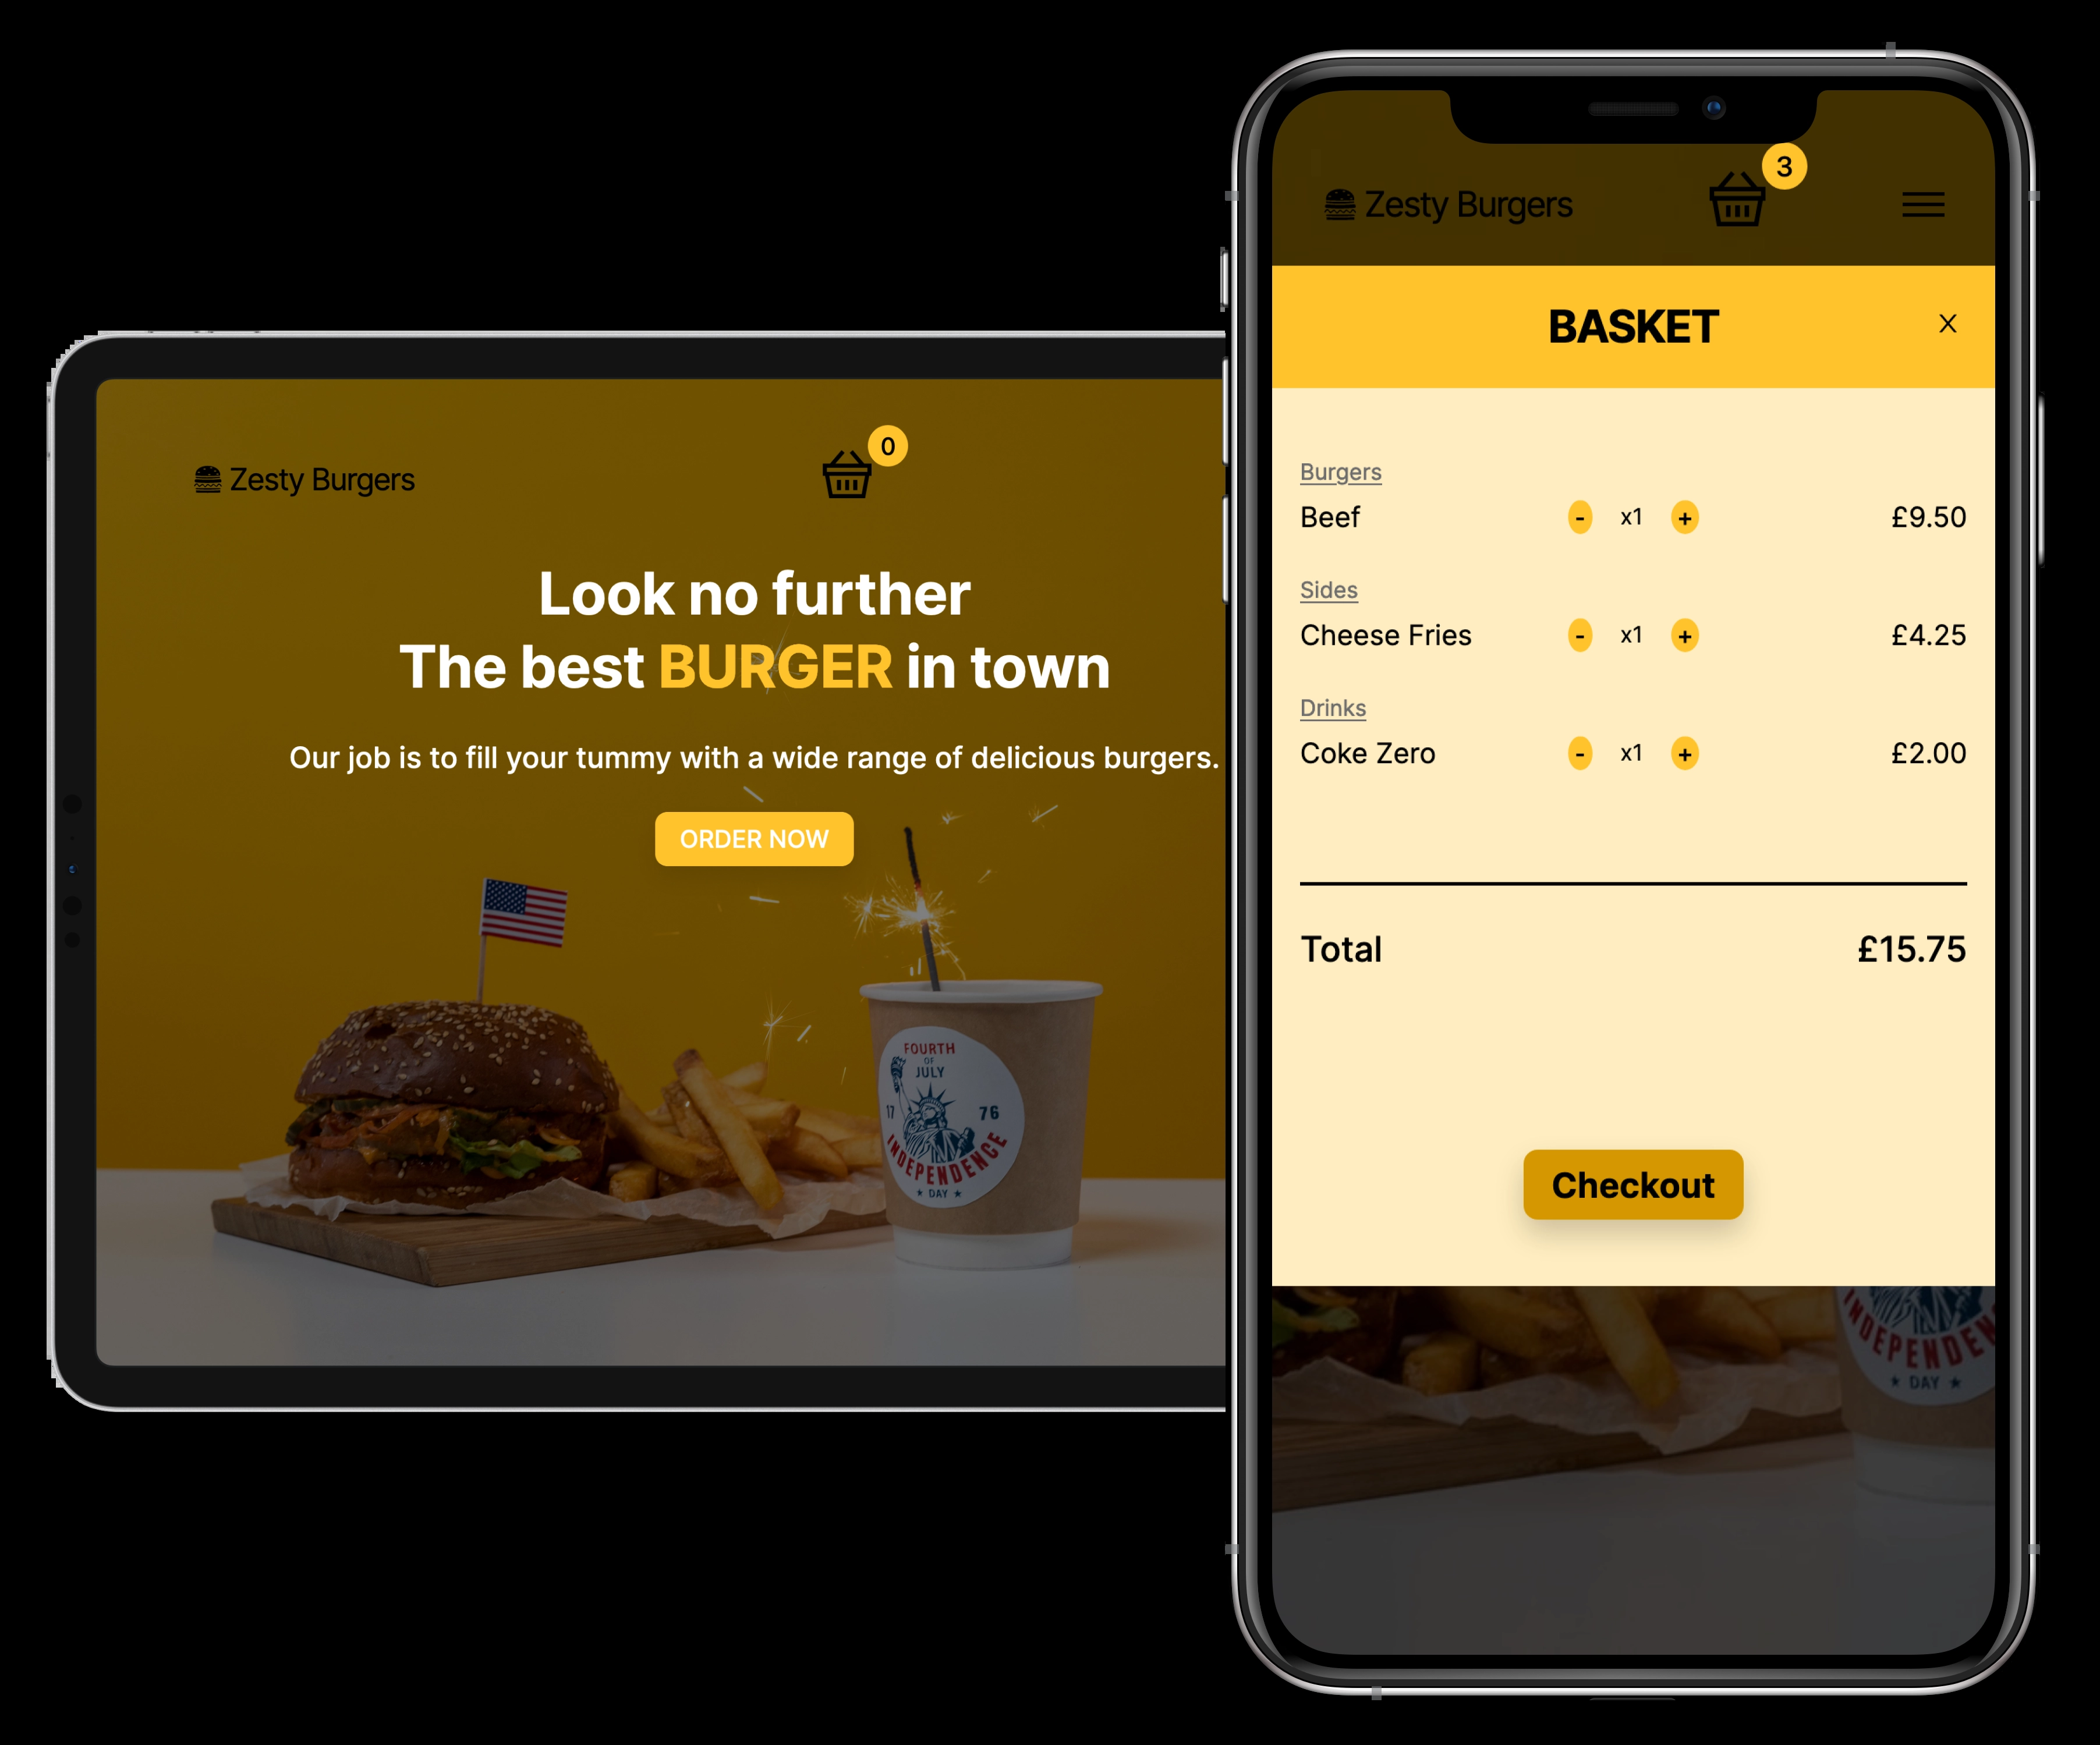 Zesty Burgers
0
Look no further
The best BURGER in town
Our job is to fill your tummy with a wide range of delicious burgers.
ORDER NOW
FOURTH
OF
JULY
17 76
INDEPENDENCE
★ DAY ★
Zesty Burgers
3
BASKET
X
Burgers
Beef - x1 + £9.50
Sides
Cheese Fries - x1 + £4.25
Drinks
Coke Zero - x1 + £2.00
Total £15.75
Checkout
INDEPENDEN
★ DAY ★